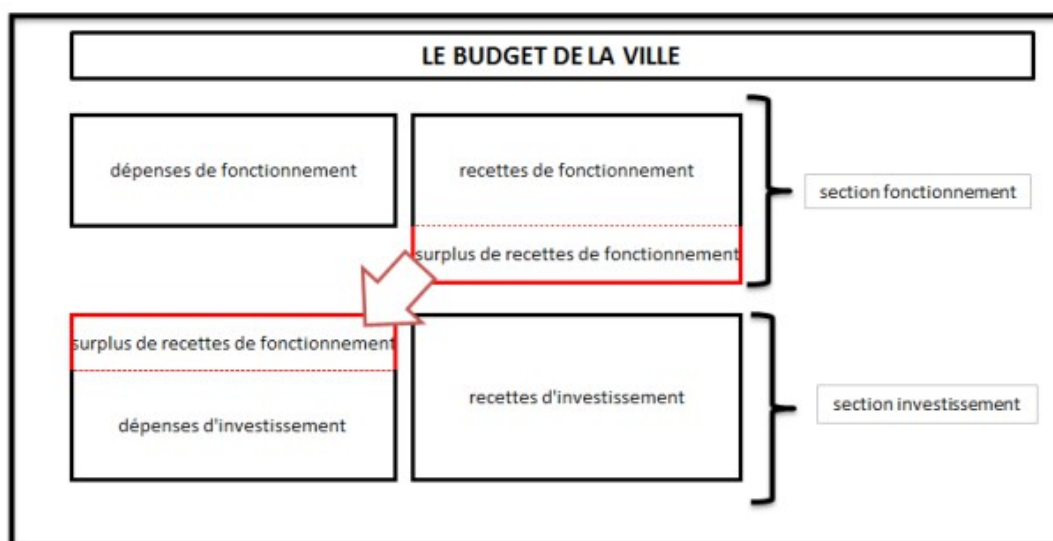 LE BUDGET DE LA VILLE
dépenses de fonctionnement
recettes de fonctionnement
section fonctionnement
surplus de recettes de fonctionnement
surplus de recettes de fonctionnement
recettes d'investissement
section investissement
dépenses d'investissement